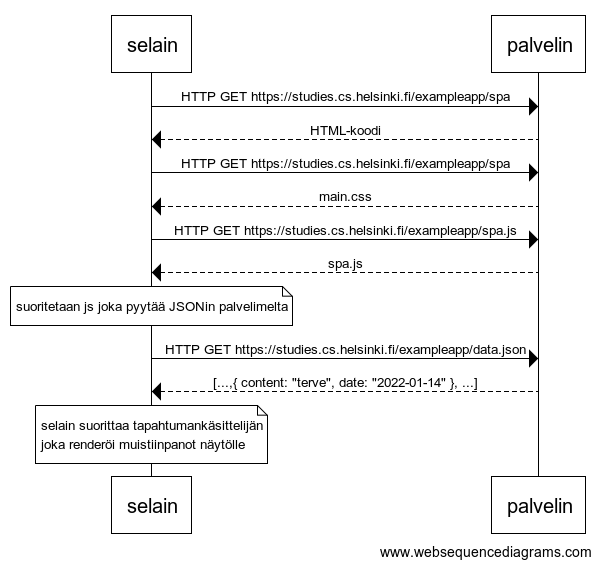 selain palvelin
HTTP GET https://studies.cs.helsinki.fi/exampleapp/spa
HTML-koodi
HTTP GET https://studies.cs.helsinki.fi/exampleapp/spa
main.css
HTTP GET https://studies.cs.helsinki.fi/exampleapp/spa.js
spa.js
suoritetaan js joka pyytää JSONin palvelimelta
HTTP GET https://studies.cs.helsinki.fi/exampleapp/data.json
[...,{ content: "terve", date: "2022-01-14" }, ...]
selain suorittaa tapahtumankäsittelijän
joka renderöi muistiinpanot näytölle
selain palvelin
www.websequencediagrams.com